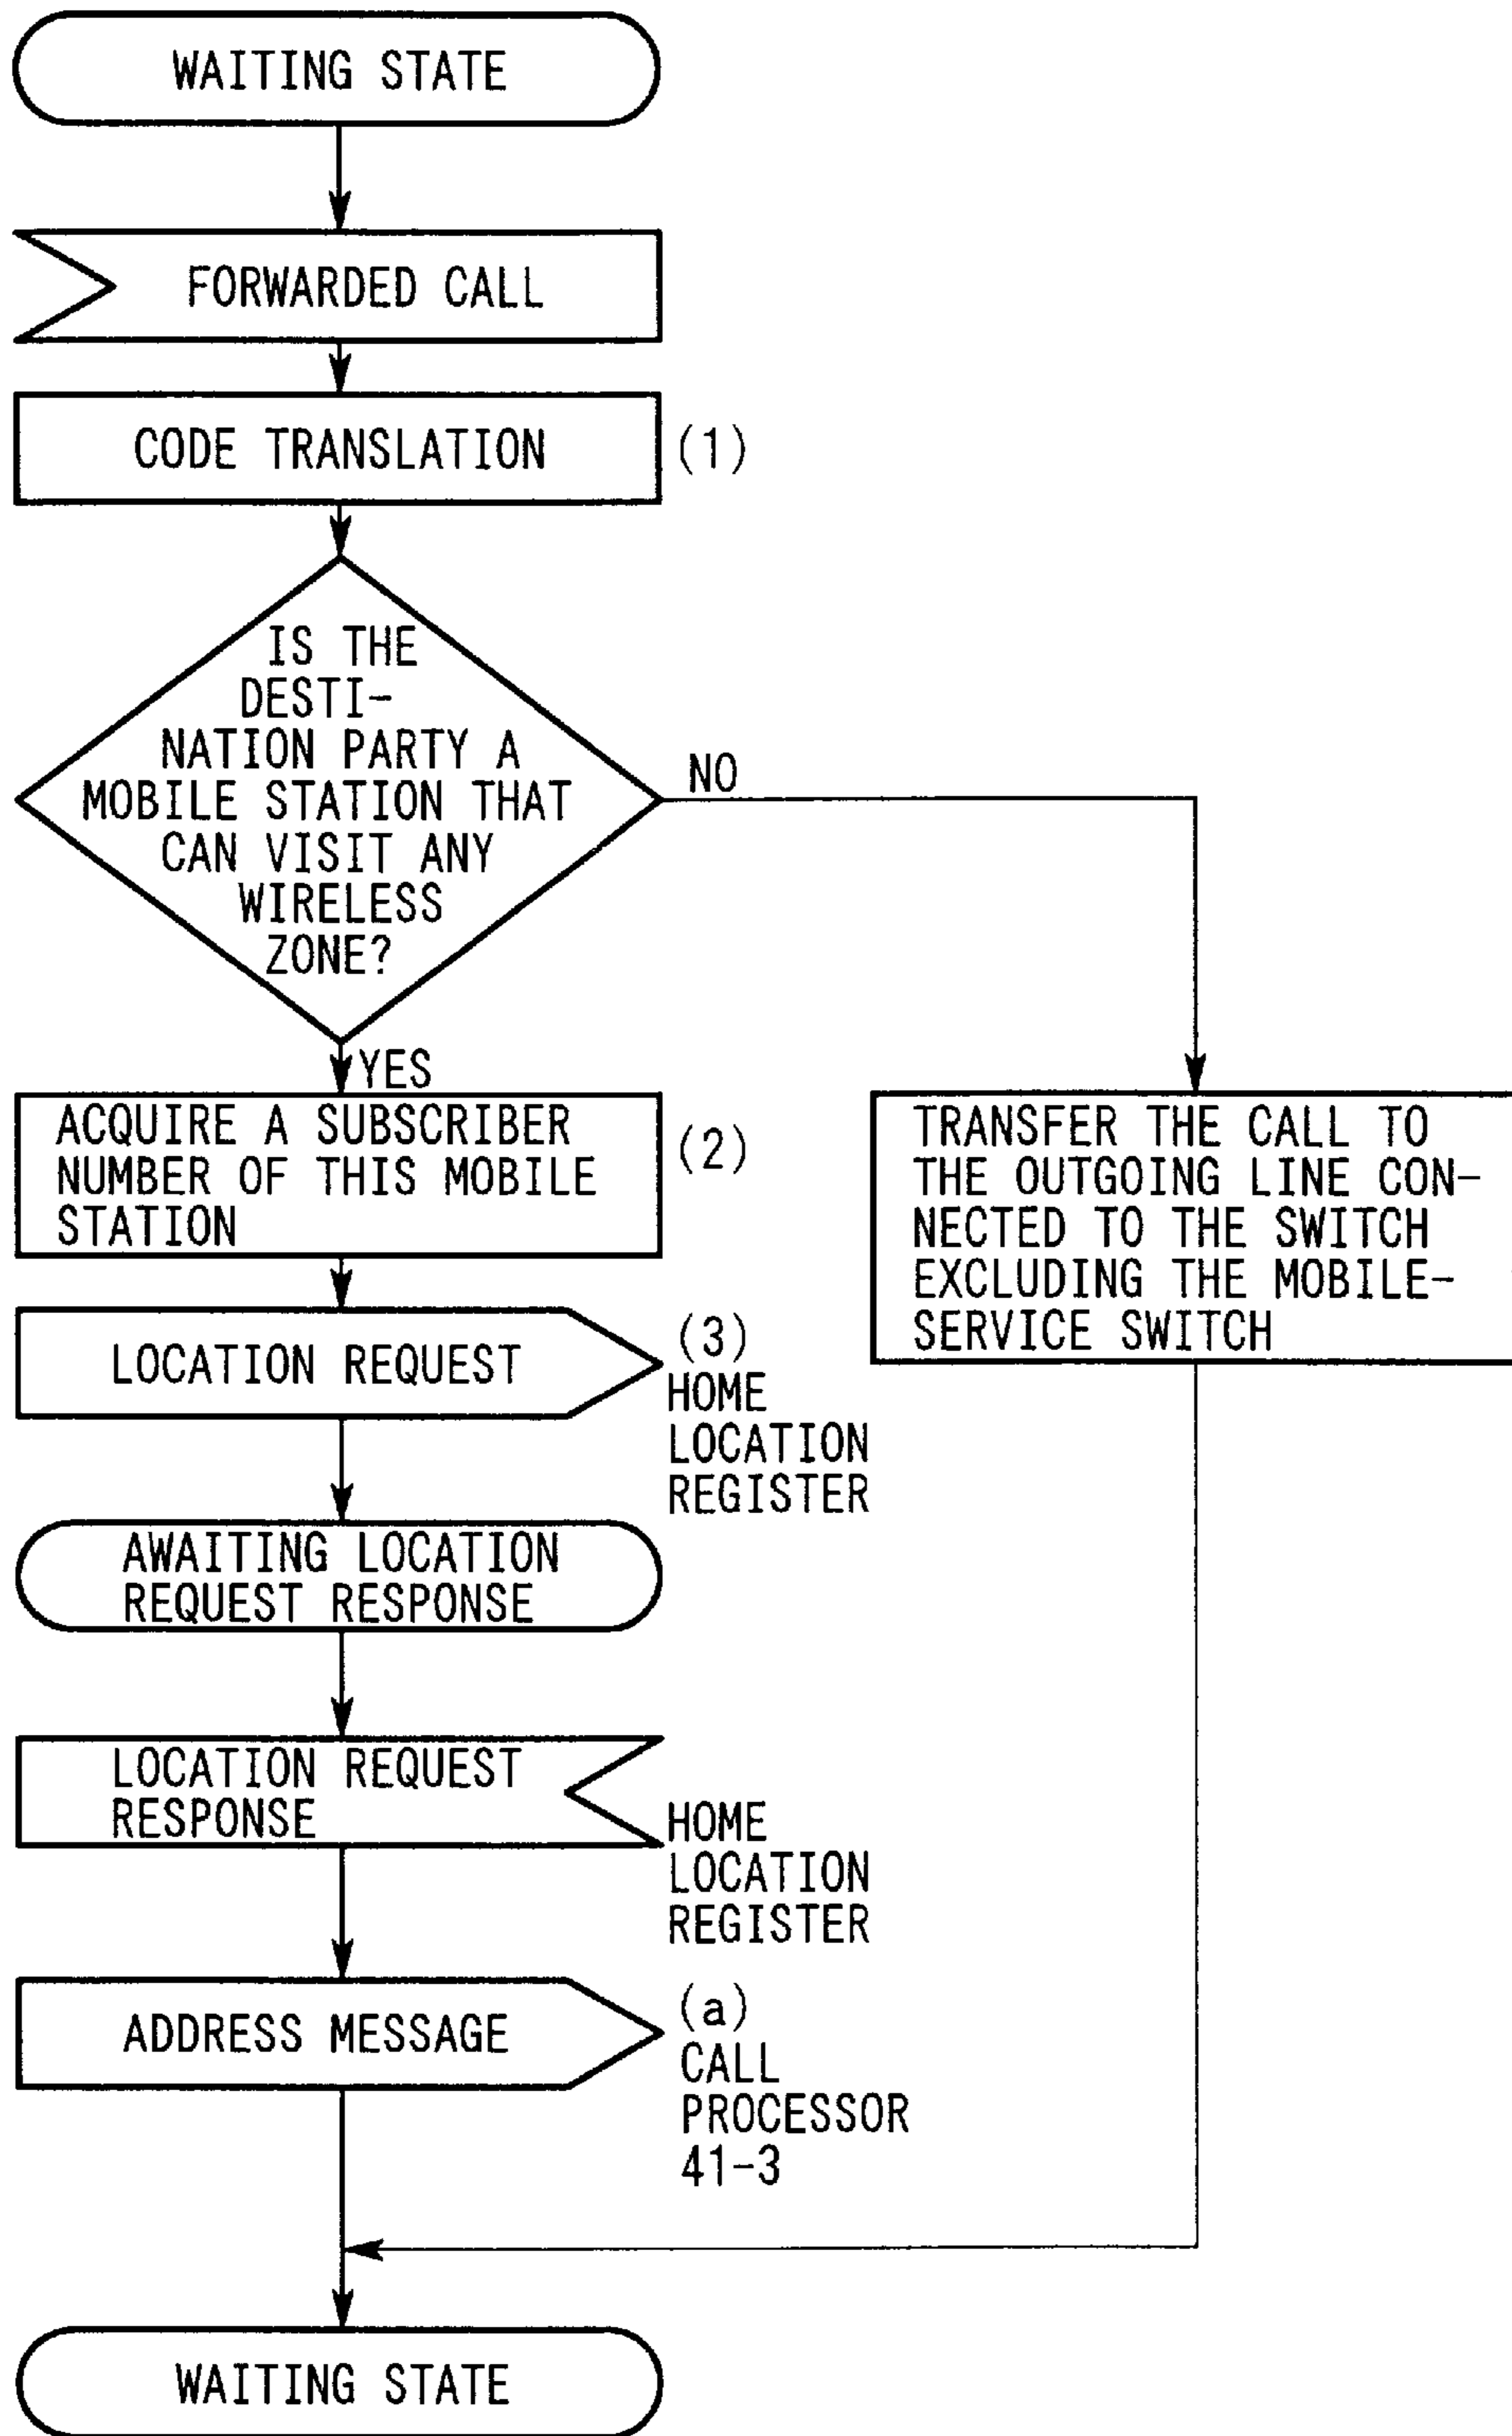 WAITING STATE
FORWARDED CALL
CODE TRANSLATION
(1)
IS THE
DESTI-
NATION PARTY A
MOBILE STATION THAT
CAN VISIT ANY
WIRELESS
ZONE?
NO
YES
ACQUIRE A SUBSCRIBER
NUMBER OF THIS MOBILE
STATION
(2)
TRANSFER THE CALL TO
THE OUTGOING LINE CON-
NECTED TO THE SWITCH
EXCLUDING THE MOBILE-
SERVICE SWITCH
LOCATION REQUEST
(3)
HOME
LOCATION
REGISTER
AWAITING LOCATION
REQUEST RESPONSE
LOCATION REQUEST
RESPONSE
HOME
LOCATION
REGISTER
ADDRESS MESSAGE
(a)
CALL
PROCESSOR
41-3
WAITING STATE